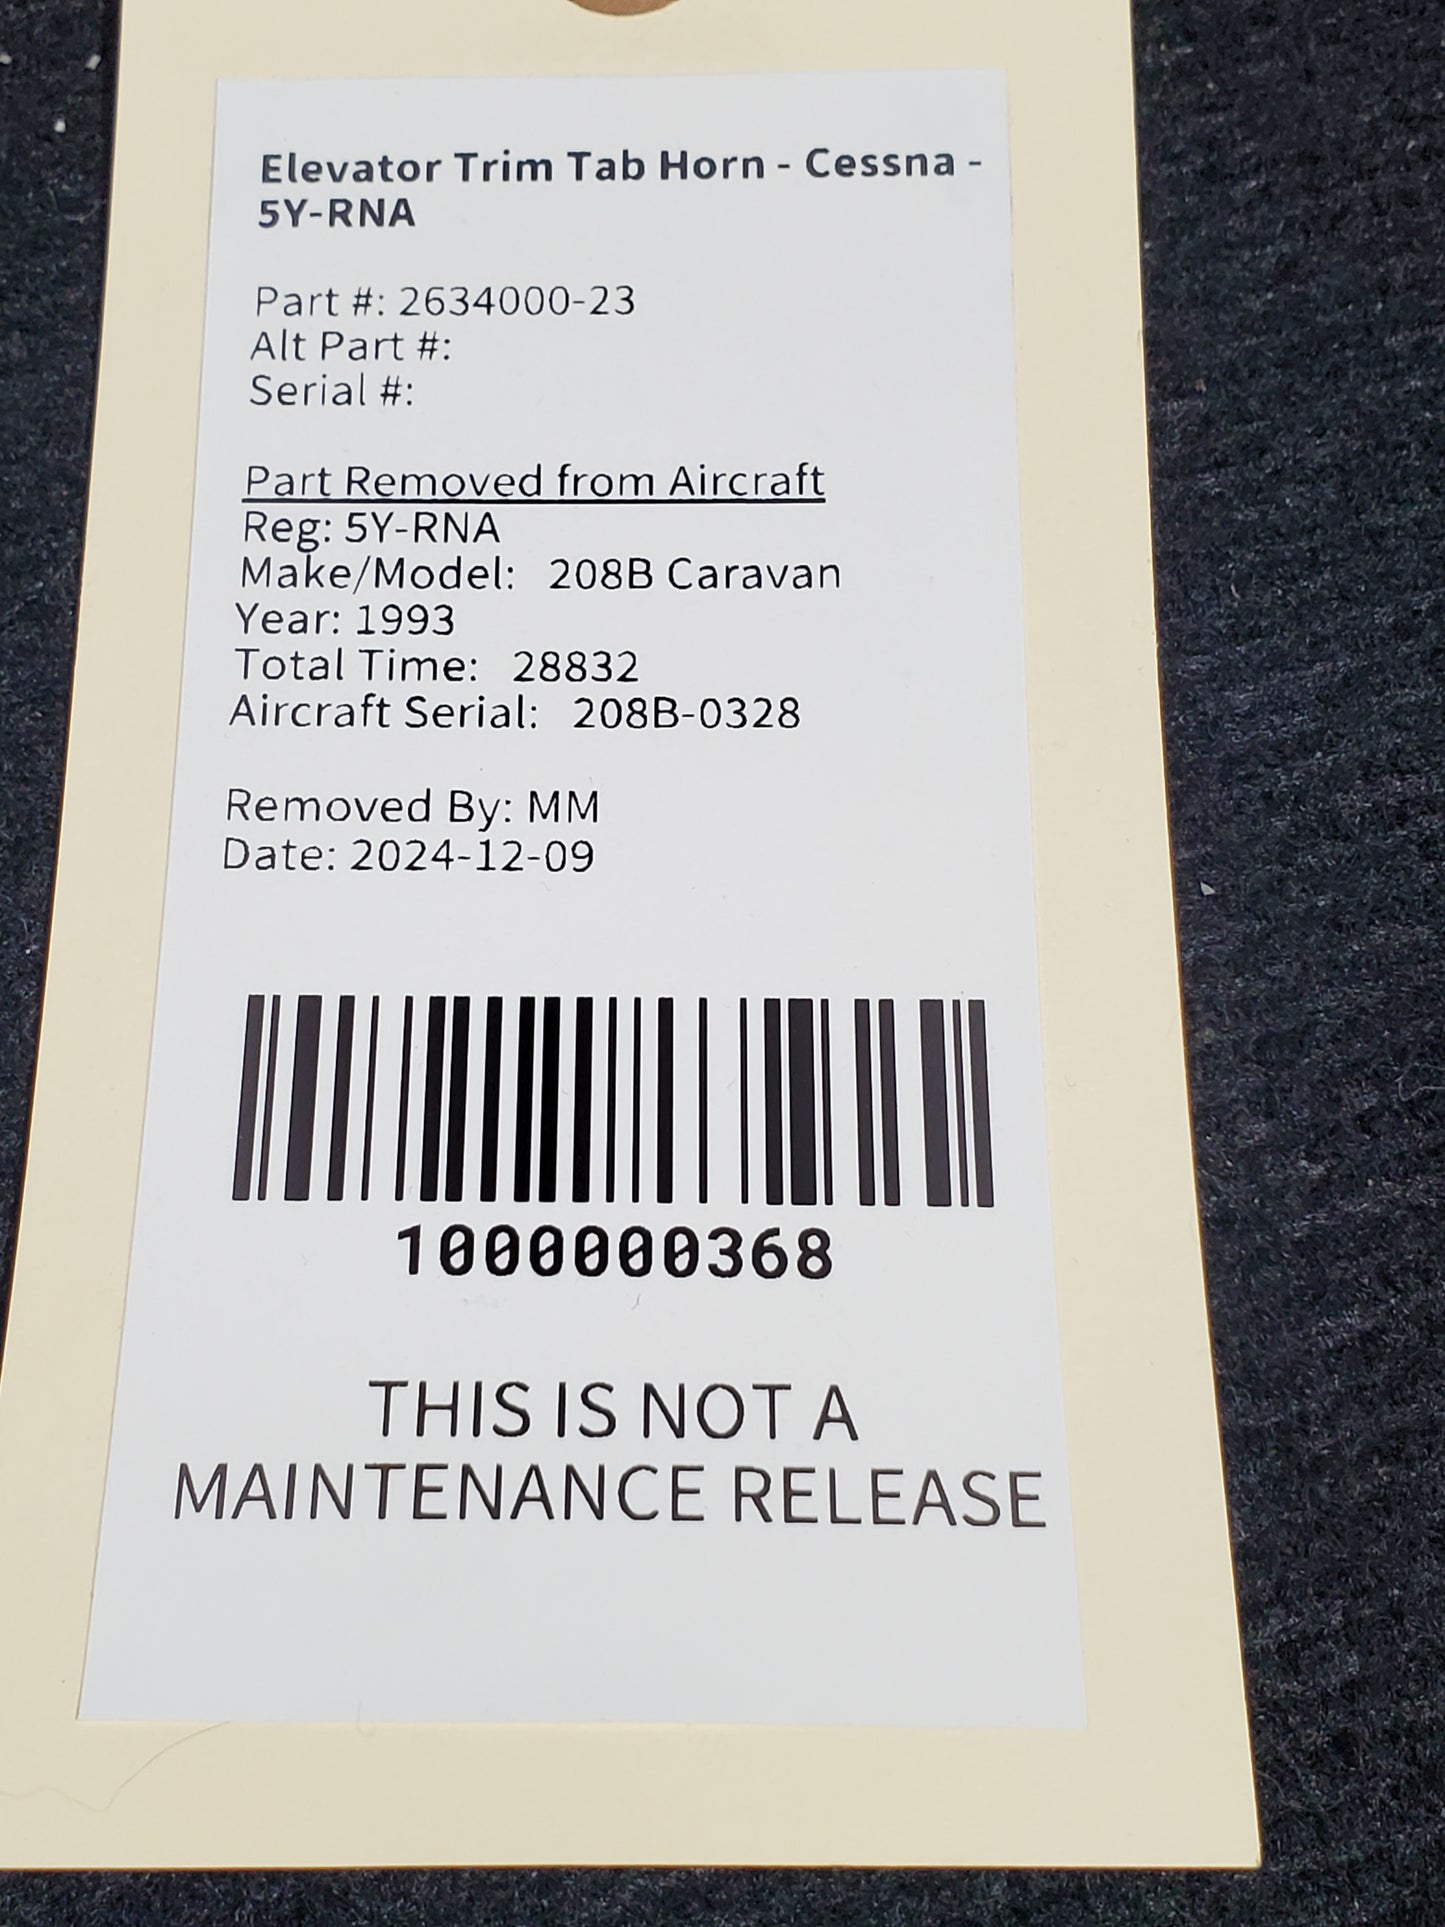 Elevator Trim Tab Horn - Cessna -
5Y-RNA
Part #: 2634000-23
Alt Part #:
Serial #:
Part Removed from Aircraft
Reg: 5Y-RNA
Make/Model: 208B Caravan
Year: 1993
Total Time: 28832
Aircraft Serial: 208B-0328
Removed By: MM
Date: 2024-12-09
1000000368
THIS IS NOT A
MAINTENANCE RELEASE